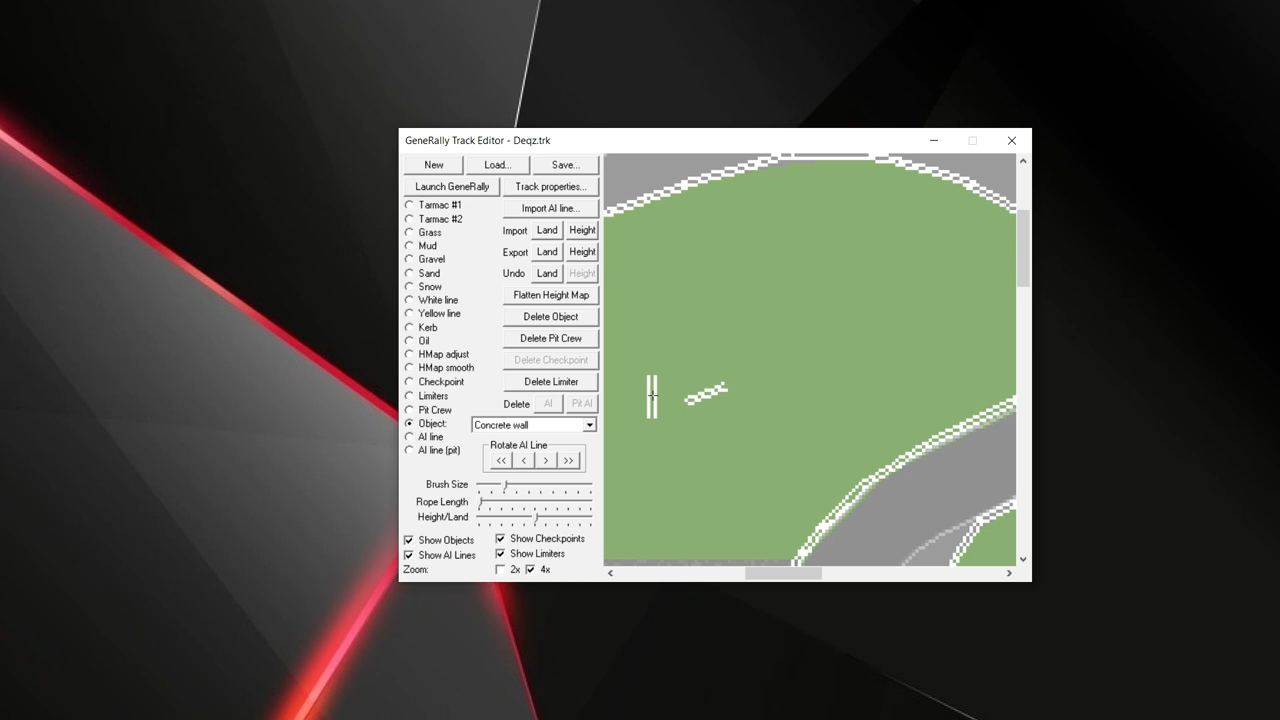 GeneRally Track Editor - Deqz.trk
New Load... Save...
Launch GeneRally Track properties...
Tarmac #1 Import AI line...
Tarmac #2
Grass Import Land Height
Mud
Gravel Export Land Height
Sand Undo Land Height
Snow
White line Flatten Height Map
Yellow line Delete Object
Kerb
Oil Delete Pit Crew
HMap adjust Delete Checkpoint
HMap smooth
Checkpoint Delete Limiter
Limiters Delete AI Pit AI
Pit Crew
Object: Concrete wall
AI line
AI line (pit) Rotate AI Line
<< < > >>
Brush Size
Rope Length
Height/Land
Show Objects Show Checkpoints
Show AI Lines Show Limiters
Zoom: 2x 4x